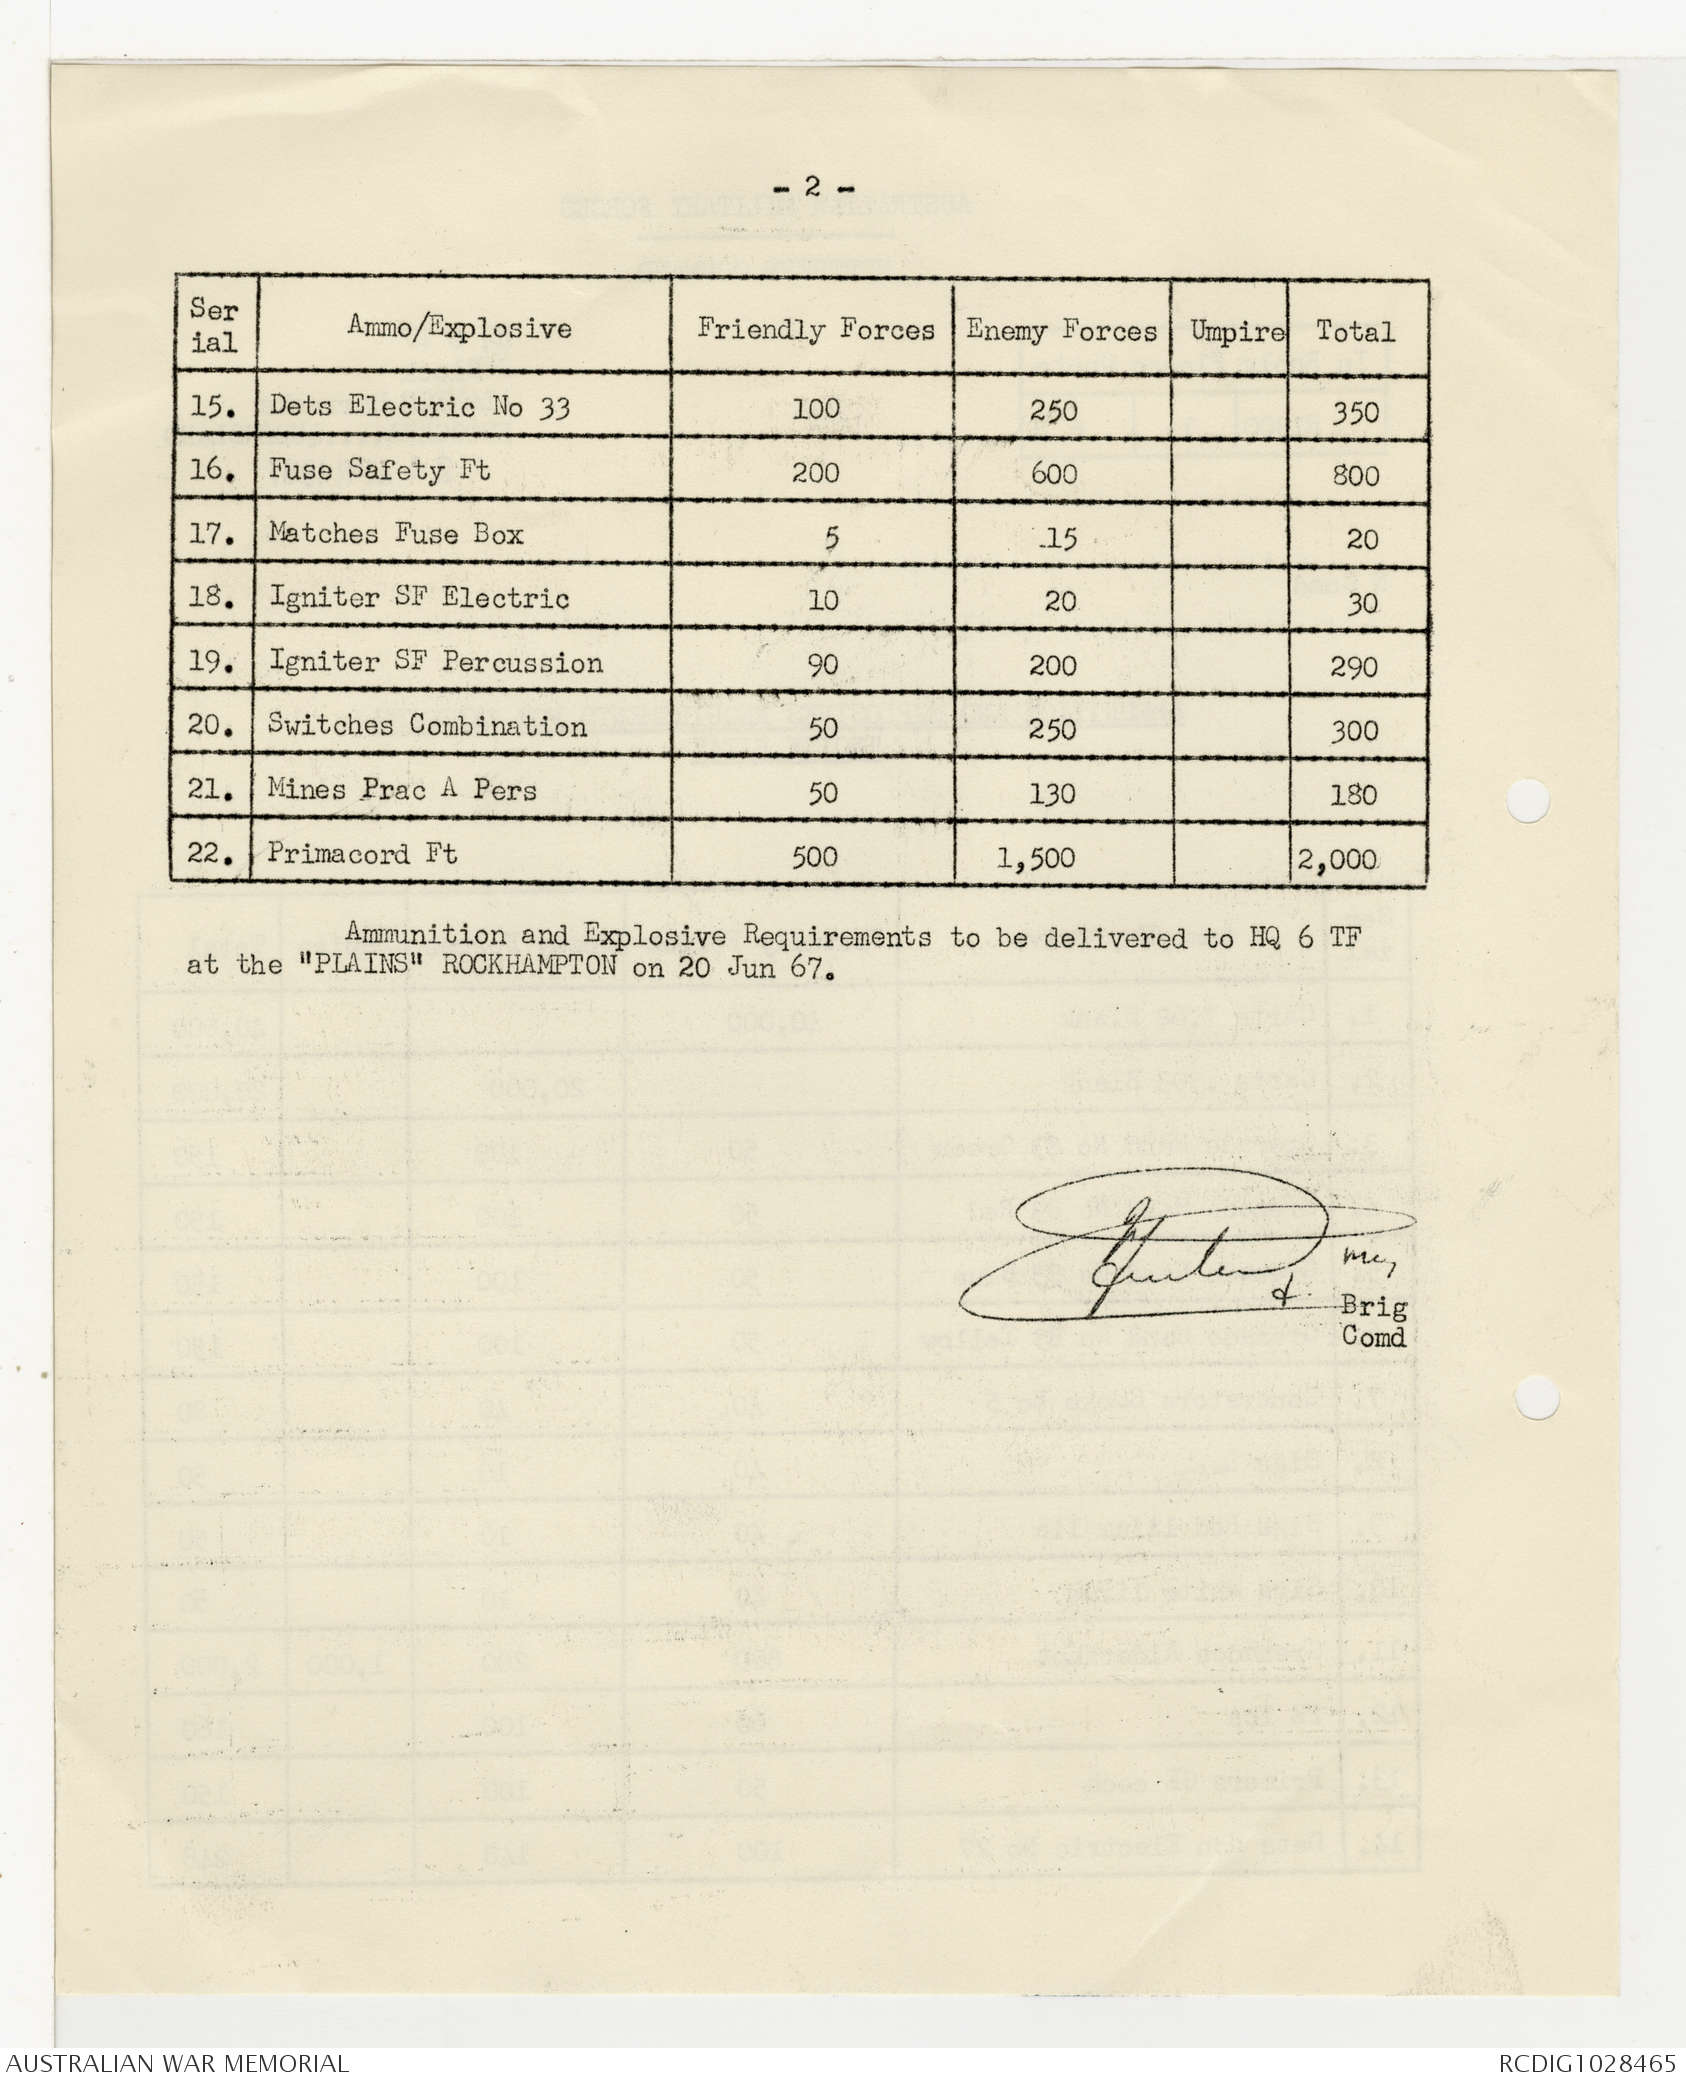 - 2 -
Ser
ial
Ammo/Explosive
Friendly Forces
Enemy Forces
Umpire
Total
15. Dets Electric No 33 100 250 350
16. Fuse Safety Ft 200 600 800
17. Matches Fuse Box 5 15 20
18. Igniter SF Electric 10 20 30
19. Igniter SF Percussion 90 200 290
20. Switches Combination 50 250 300
21. Mines Prac A Pers 50 130 180
22. Primacord Ft 500 1,500 2,000
Ammunition and Explosive Requirements to be delivered to HQ 6 TF
at the "PLAINS" ROCKHAMPTON on 20 Jun 67.
Brig
Comd
AUSTRALIAN WAR MEMORIAL
RCDIG1028465